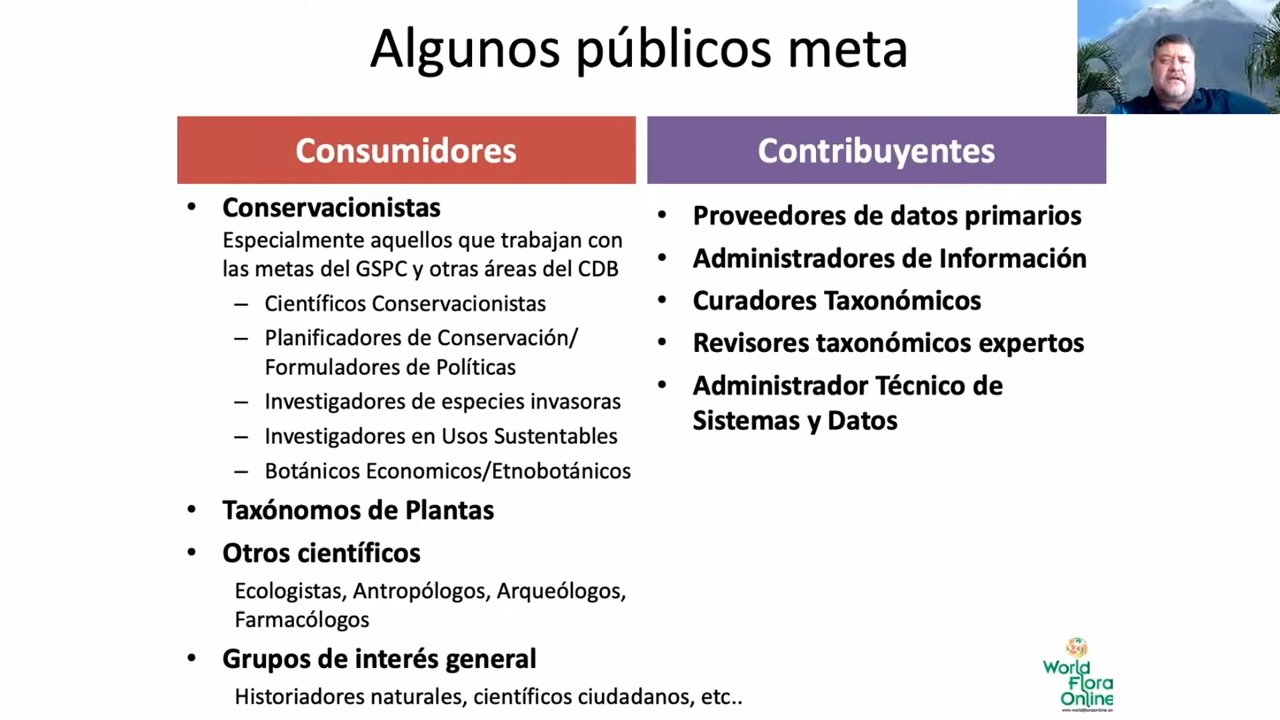 Algunos públicos meta
Consumidores
• Conservacionistas
Especialmente aquellos que trabajan con
las metas del GSPC y otras áreas del CDB
– Científicos Conservacionistas
– Planificadores de Conservación/
Formuladores de Políticas
– Investigadores de especies invasoras
– Investigadores en Usos Sustentables
– Botánicos Economicos/Etnobotánicos
• Taxónomos de Plantas
• Otros científicos
Ecologistas, Antropólogos, Arqueólogos,
Farmacólogos
• Grupos de interés general
Historiadores naturales, científicos ciudadanos, etc..
Contribuyentes
• Proveedores de datos primarios
• Administradores de Información
• Curadores Taxonómicos
• Revisores taxonómicos expertos
• Administrador Técnico de
Sistemas y Datos
World
Flora
Online